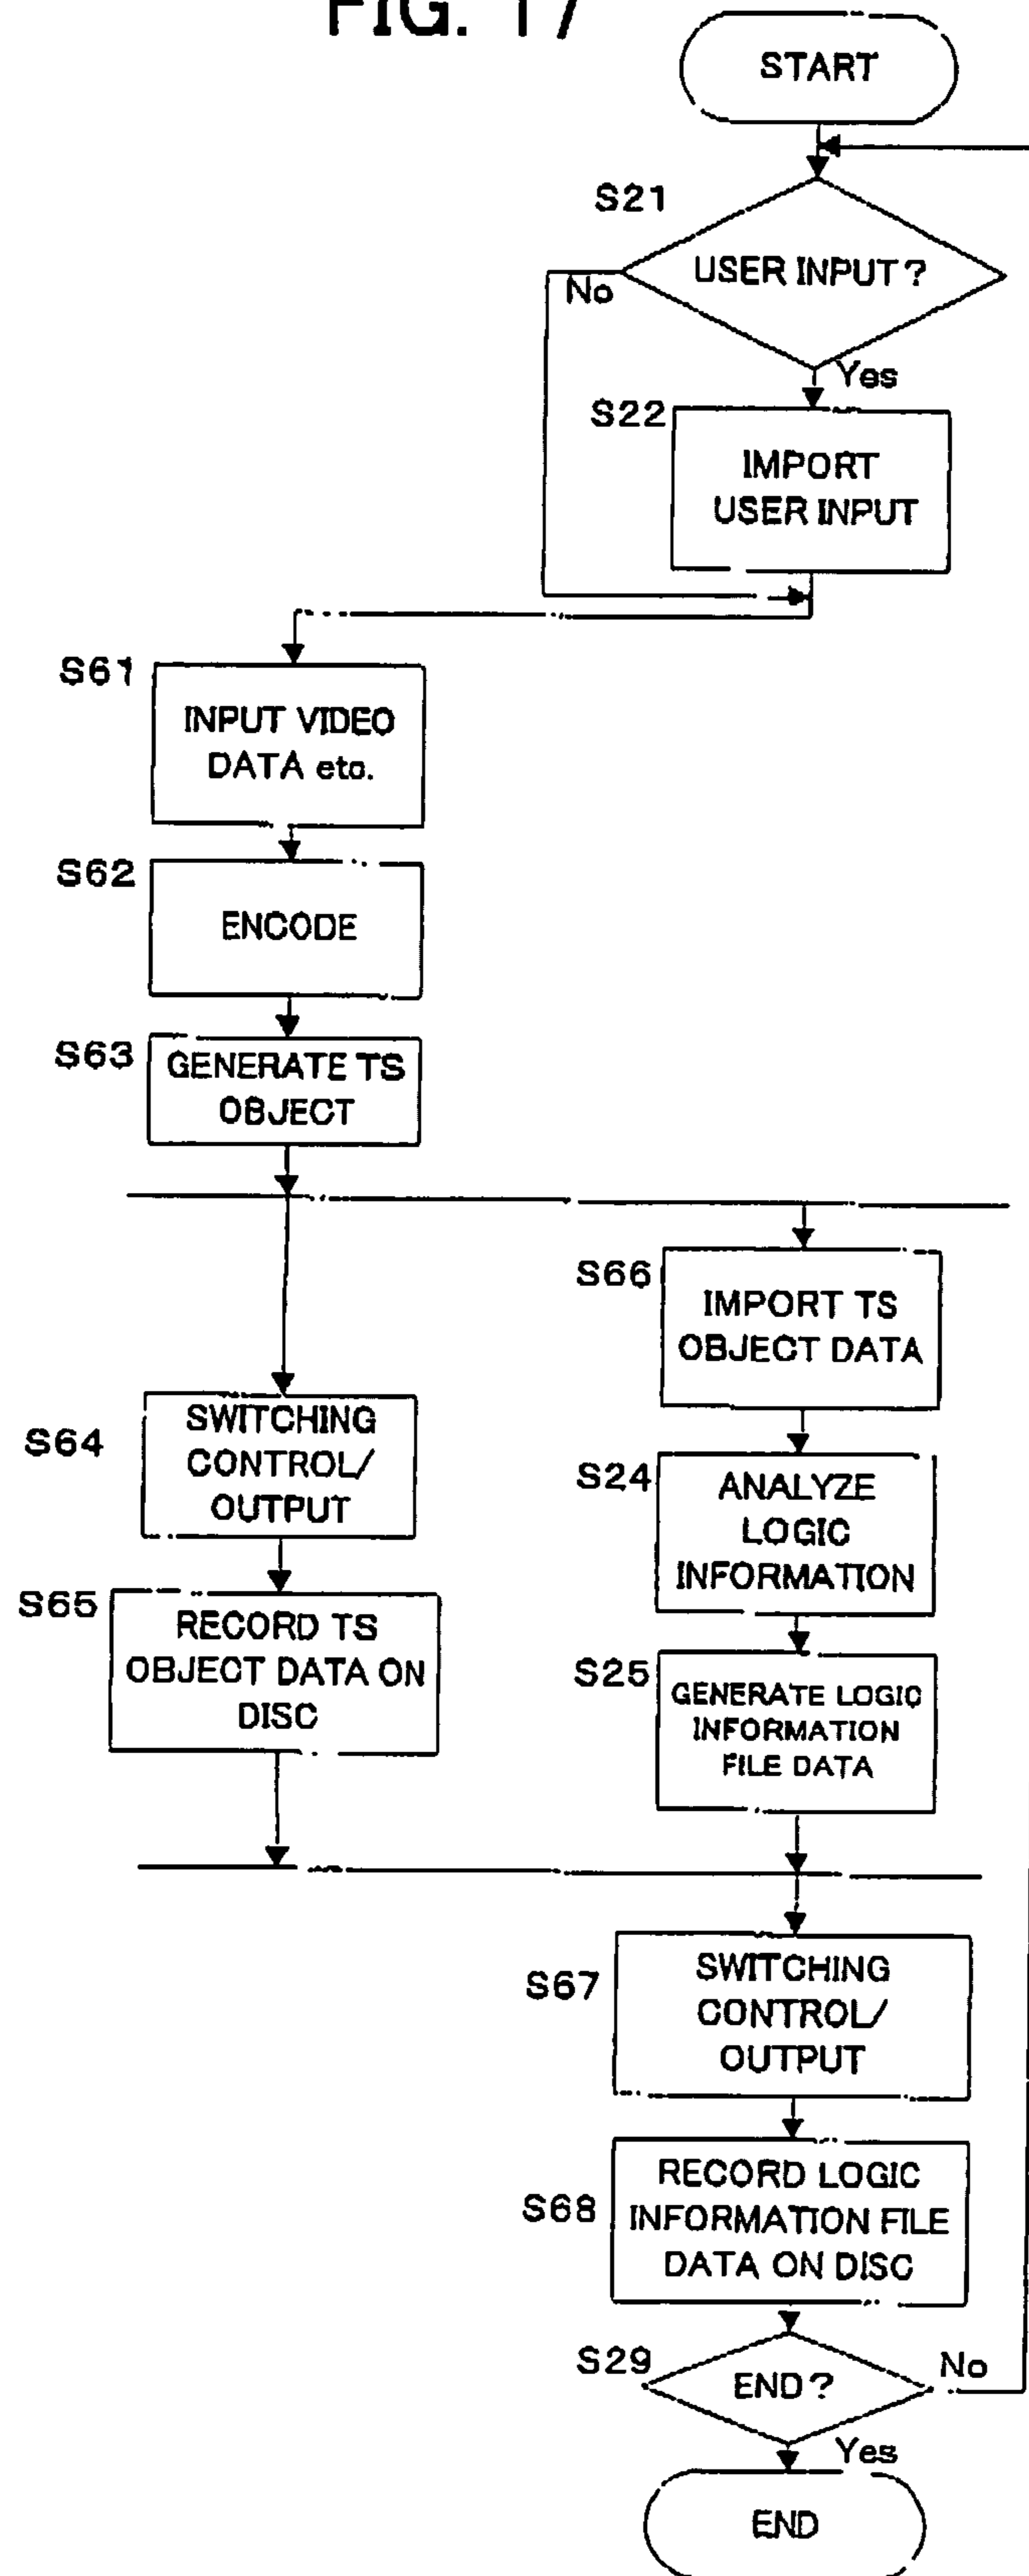 FIG. 17
START
S21
USER INPUT?
No
Yes
S22
IMPORT
USER INPUT
S61
INPUT VIDEO
DATA etc.
S62
ENCODE
S63
GENERATE TS
OBJECT
S66
IMPORT TS
OBJECT DATA
S64
SWITCHING
CONTROL/
OUTPUT
S24
ANALYZE
LOGIC
INFORMATION
S65
RECORD TS
OBJECT DATA ON
DISC
S25
GENERATE LOGIC
INFORMATION
FILE DATA
S67
SWITCHING
CONTROL/
OUTPUT
S68
RECORD LOGIC
INFORMATION FILE
DATA ON DISC
S29
END?
No
Yes
END